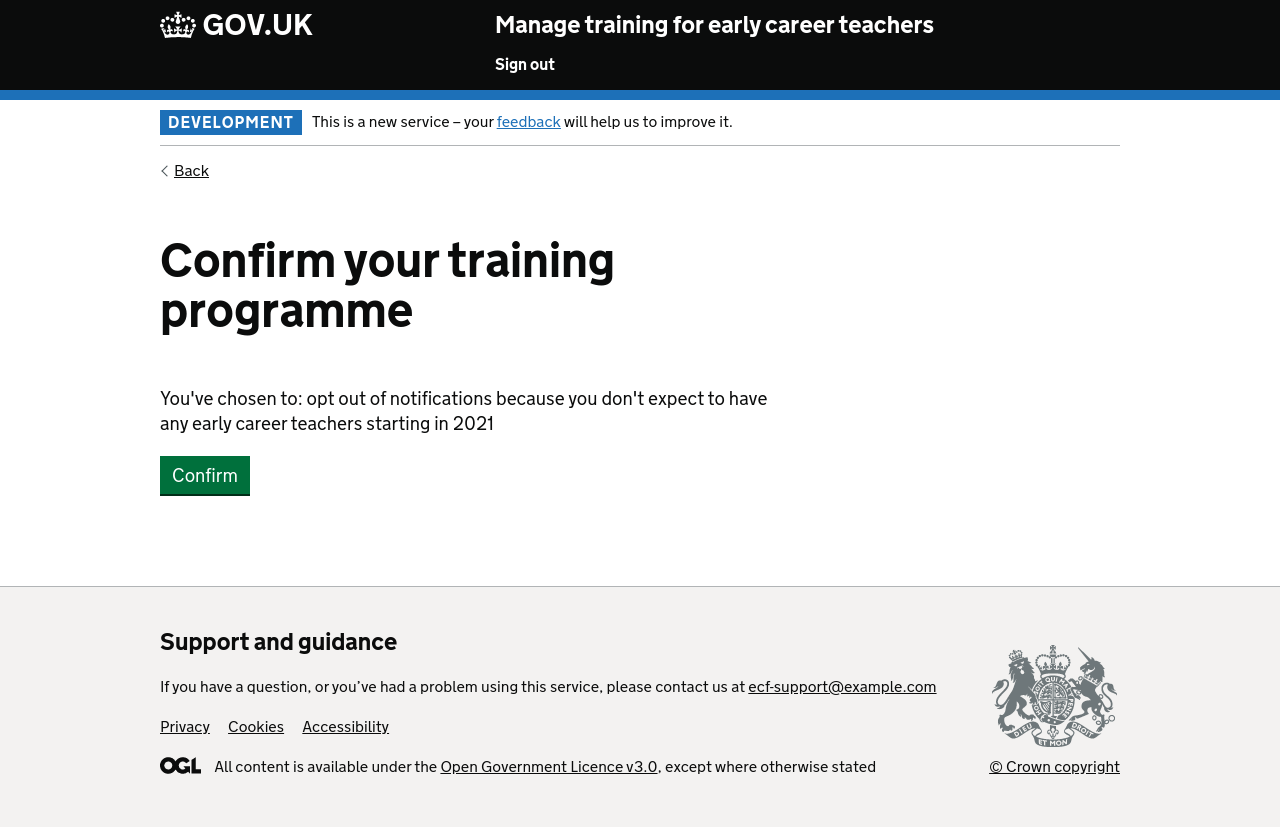 GOV.UK
Manage training for early career teachers
Sign out
DEVELOPMENT This is a new service – your feedback will help us to improve it.
Back
Confirm your training
programme
You've chosen to: opt out of notifications because you don't expect to have
any early career teachers starting in 2021
Confirm
Support and guidance
If you have a question, or you’ve had a problem using this service, please contact us at ecf-support@example.com
Privacy Cookies Accessibility
OGL All content is available under the Open Government Licence v3.0, except where otherwise stated
DIEU ET MON DROIT
© Crown copyright